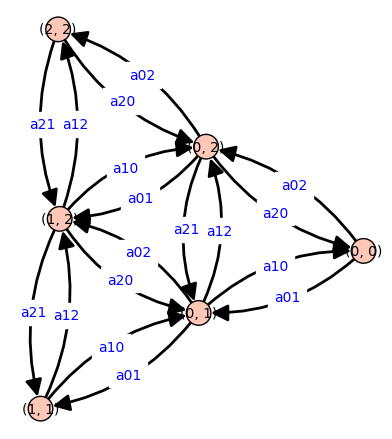 (2, 2)
a02
a20
a21 a12
(0, 2)
a10
a02
a01
a20
(1, 2)
a21 a12
a02
(0, 0)
a10
a20
a01
a21 a12
(0, 1)
a10
a01
(1, 1)